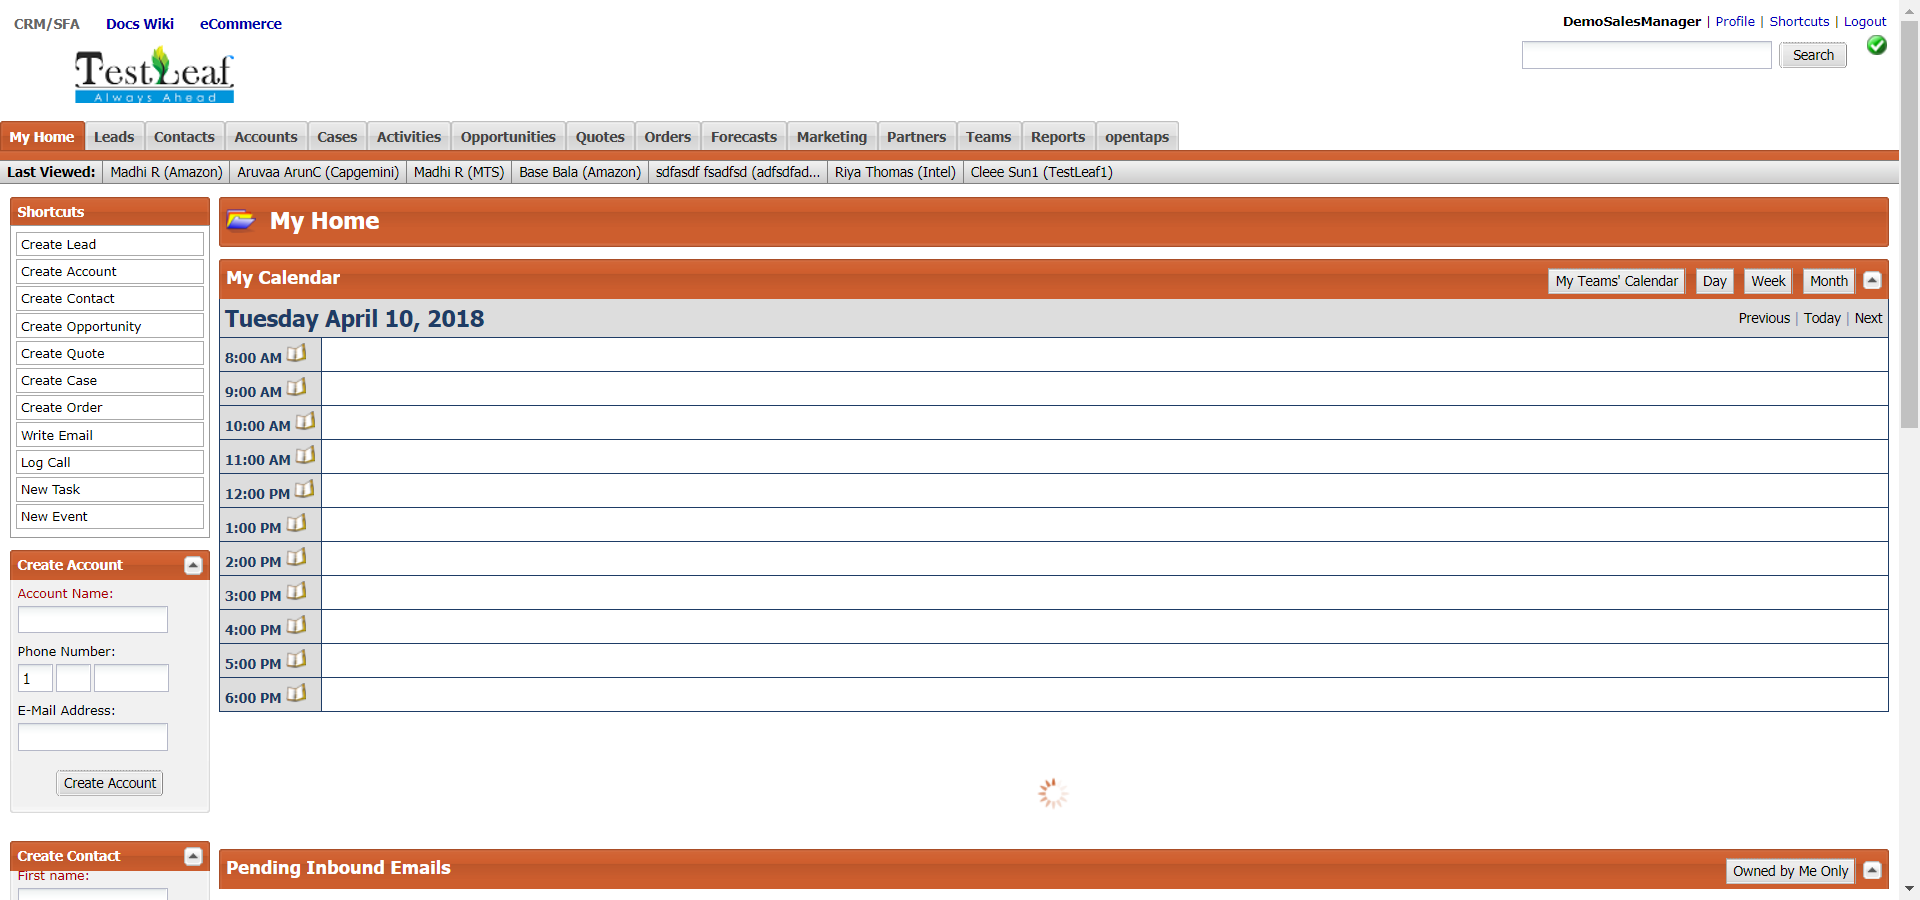 CRM/SFA Docs Wiki eCommerce
DemoSalesManager | Profile | Shortcuts | Logout
Search
TestLeaf
Always Ahead
My Home Leads Contacts Accounts Cases Activities Opportunities Quotes Orders Forecasts Marketing Partners Teams Reports opentaps
Last Viewed: Madhi R (Amazon) Aruvaa ArunC (Capgemini) Madhi R (MTS) Base Bala (Amazon) sdfasdf fsadfsd (adfsdfad... Riya Thomas (Intel) Cleee Sun1 (TestLeaf1)
Shortcuts
Create Lead
Create Account
Create Contact
Create Opportunity
Create Quote
Create Case
Create Order
Write Email
Log Call
New Task
New Event
Create Account
Account Name:
Phone Number:
1
E-Mail Address:
Create Account
Create Contact
First name:
My Home
My Calendar
My Teams' Calendar Day Week Month
Tuesday April 10, 2018
Previous | Today | Next
8:00 AM
9:00 AM
10:00 AM
11:00 AM
12:00 PM
1:00 PM
2:00 PM
3:00 PM
4:00 PM
5:00 PM
6:00 PM
Pending Inbound Emails
Owned by Me Only